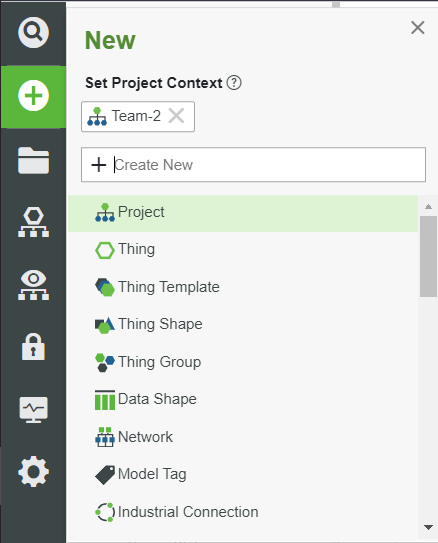 New
Set Project Context
Team-2
Create New
Project
Thing
Thing Template
Thing Shape
Thing Group
Data Shape
Network
Model Tag
Industrial Connection